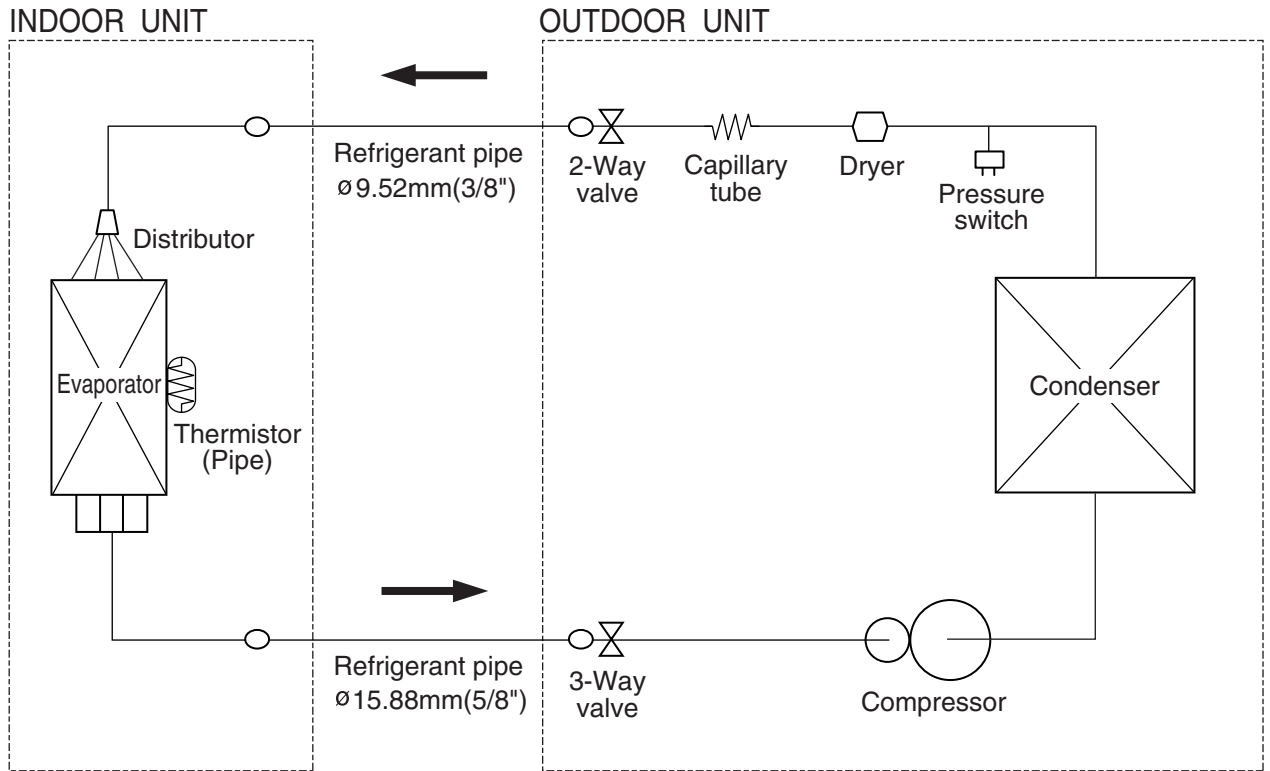 INDOOR UNIT
OUTDOOR UNIT
Refrigerant pipe
ø9.52mm(3/8")
2-Way
valve
Capillary
tube
Dryer
Pressure
switch
Distributor
Evaporator
Thermistor
(Pipe)
Condenser
Refrigerant pipe
ø15.88mm(5/8")
3-Way
valve
Compressor